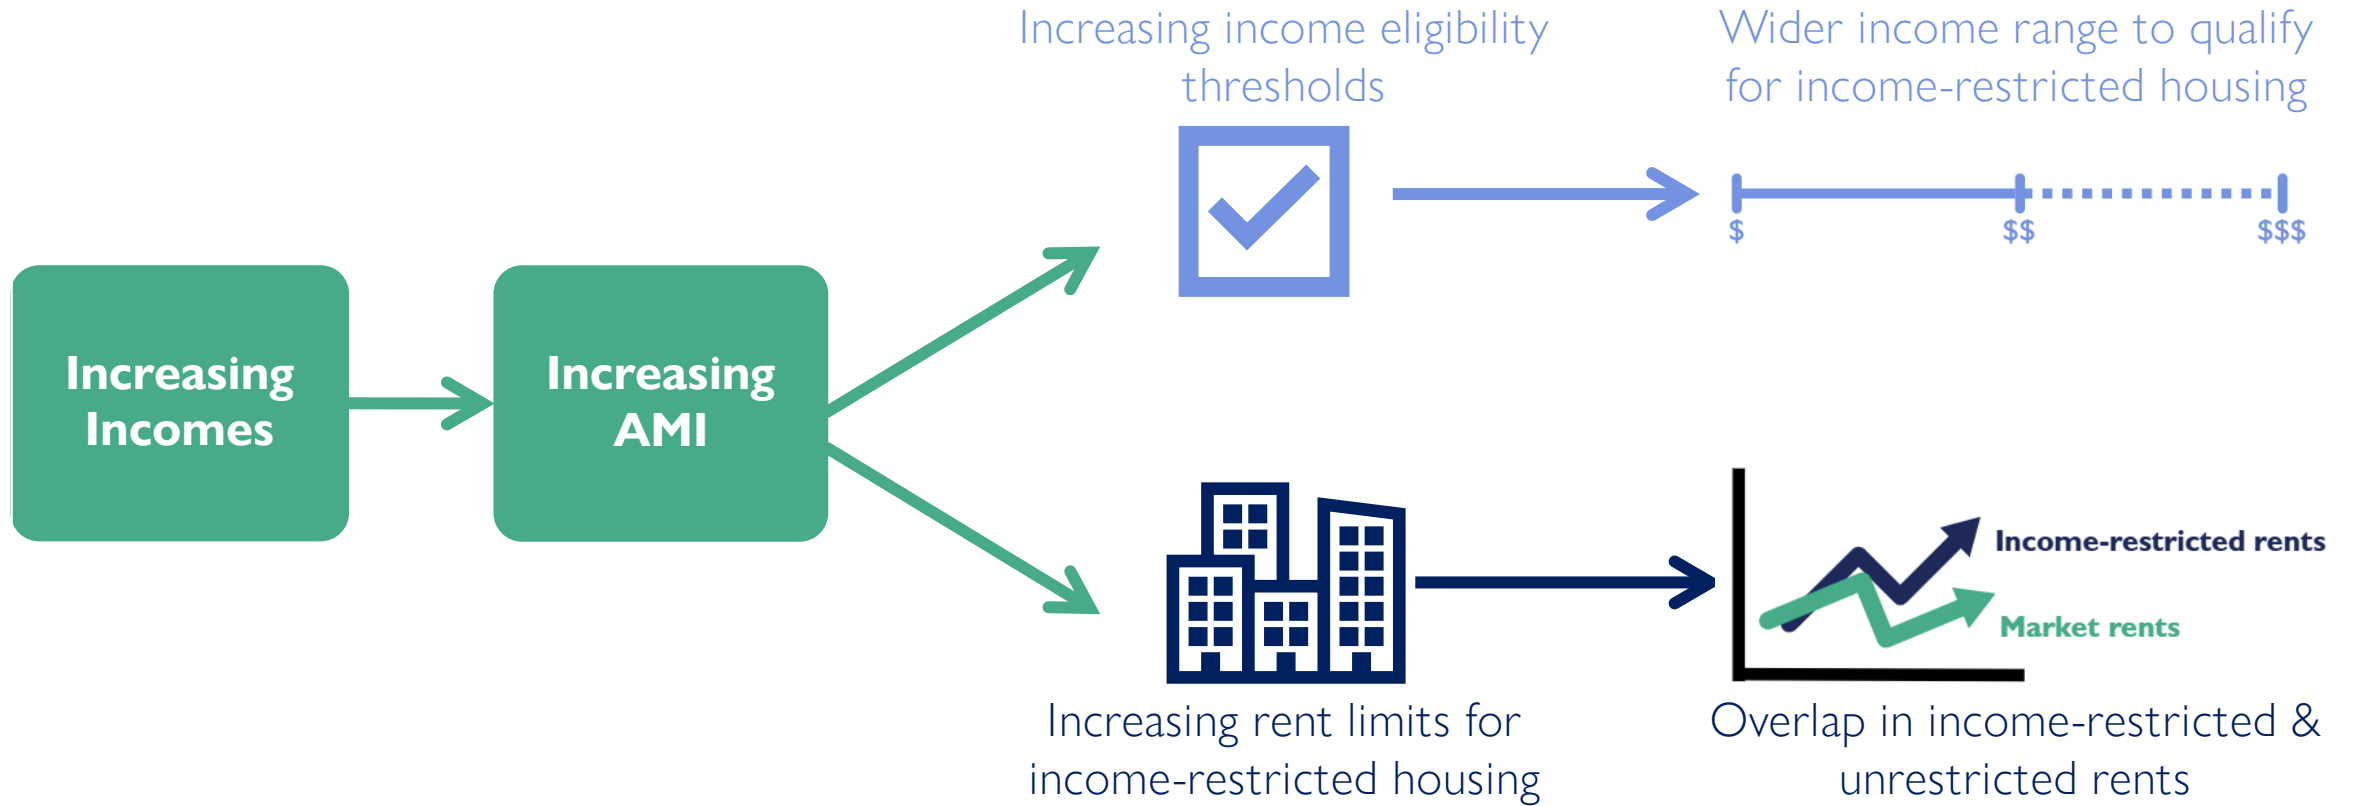 Increasing
Incomes
Increasing
AMI
Increasing income eligibility
thresholds
Wider income range to qualify
for income-restricted housing
$
$$
$$$
Increasing rent limits for
income-restricted housing
Income-restricted rents
Market rents
Overlap in income-restricted &
unrestricted rents